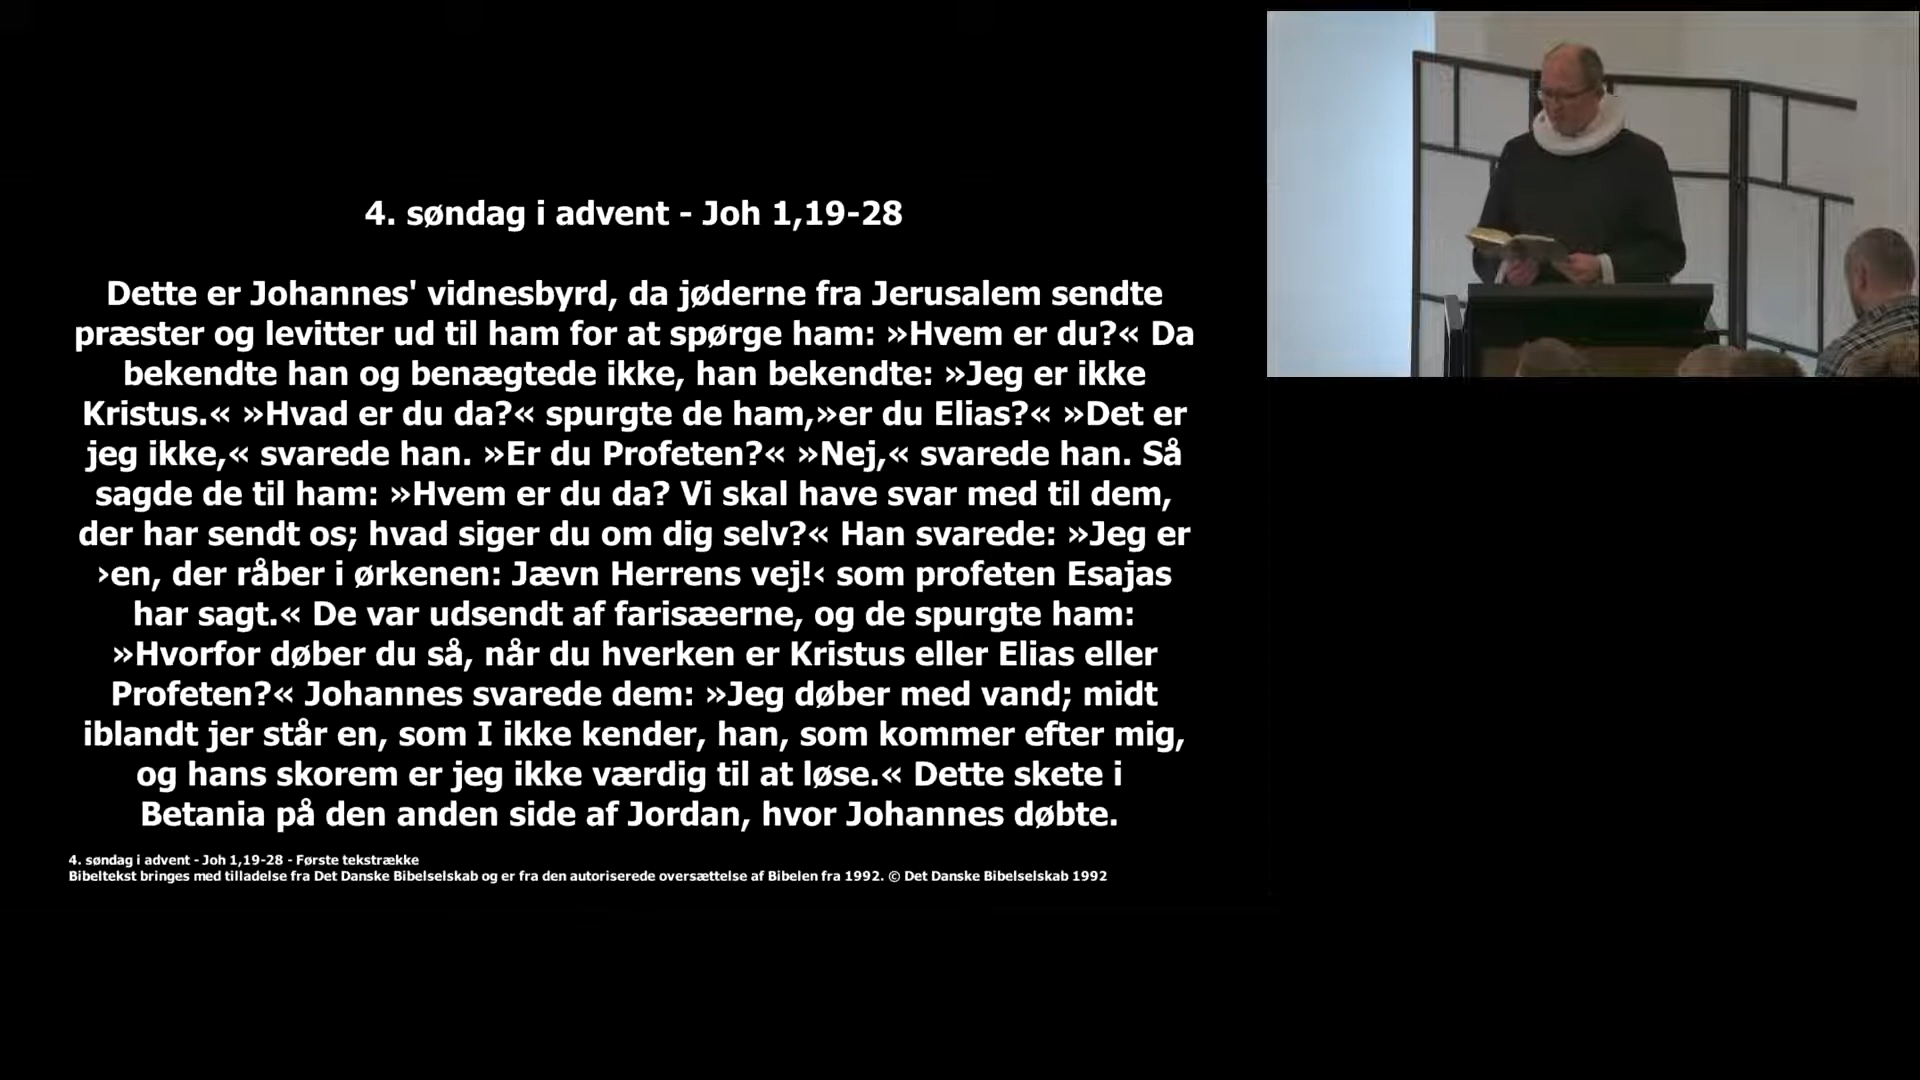 4. søndag i advent - Joh 1,19-28
Dette er Johannes' vidnesbyrd, da jøderne fra Jerusalem sendte
præster og levitter ud til ham for at spørge ham: »Hvem er du?« Da
bekendte han og benægtede ikke, han bekendte: »Jeg er ikke
Kristus.« »Hvad er du da?« spurgte de ham,»er du Elias?« »Det er
jeg ikke,« svarede han. »Er du Profeten?« »Nej,« svarede han. Så
sagde de til ham: »Hvem er du da? Vi skal have svar med til dem,
der har sendt os; hvad siger du om dig selv?« Han svarede: »Jeg er
›en, der råber i ørkenen: Jævn Herrens vej!‹ som profeten Esajas
har sagt.« De var udsendt af farisæerne, og de spurgte ham:
»Hvorfor døber du så, når du hverken er Kristus eller Elias eller
Profeten?« Johannes svarede dem: »Jeg døber med vand; midt
iblandt jer står en, som I ikke kender, han, som kommer efter mig,
og hans skorem er jeg ikke værdig til at løse.« Dette skete i
Betania på den anden side af Jordan, hvor Johannes døbte.
4. søndag i advent - Joh 1,19-28 - Første tekstrække
Bibeltekst bringes med tilladelse fra Det Danske Bibelselskab og er fra den autoriserede oversættelse af Bibelen fra 1992. © Det Danske Bibelselskab 1992